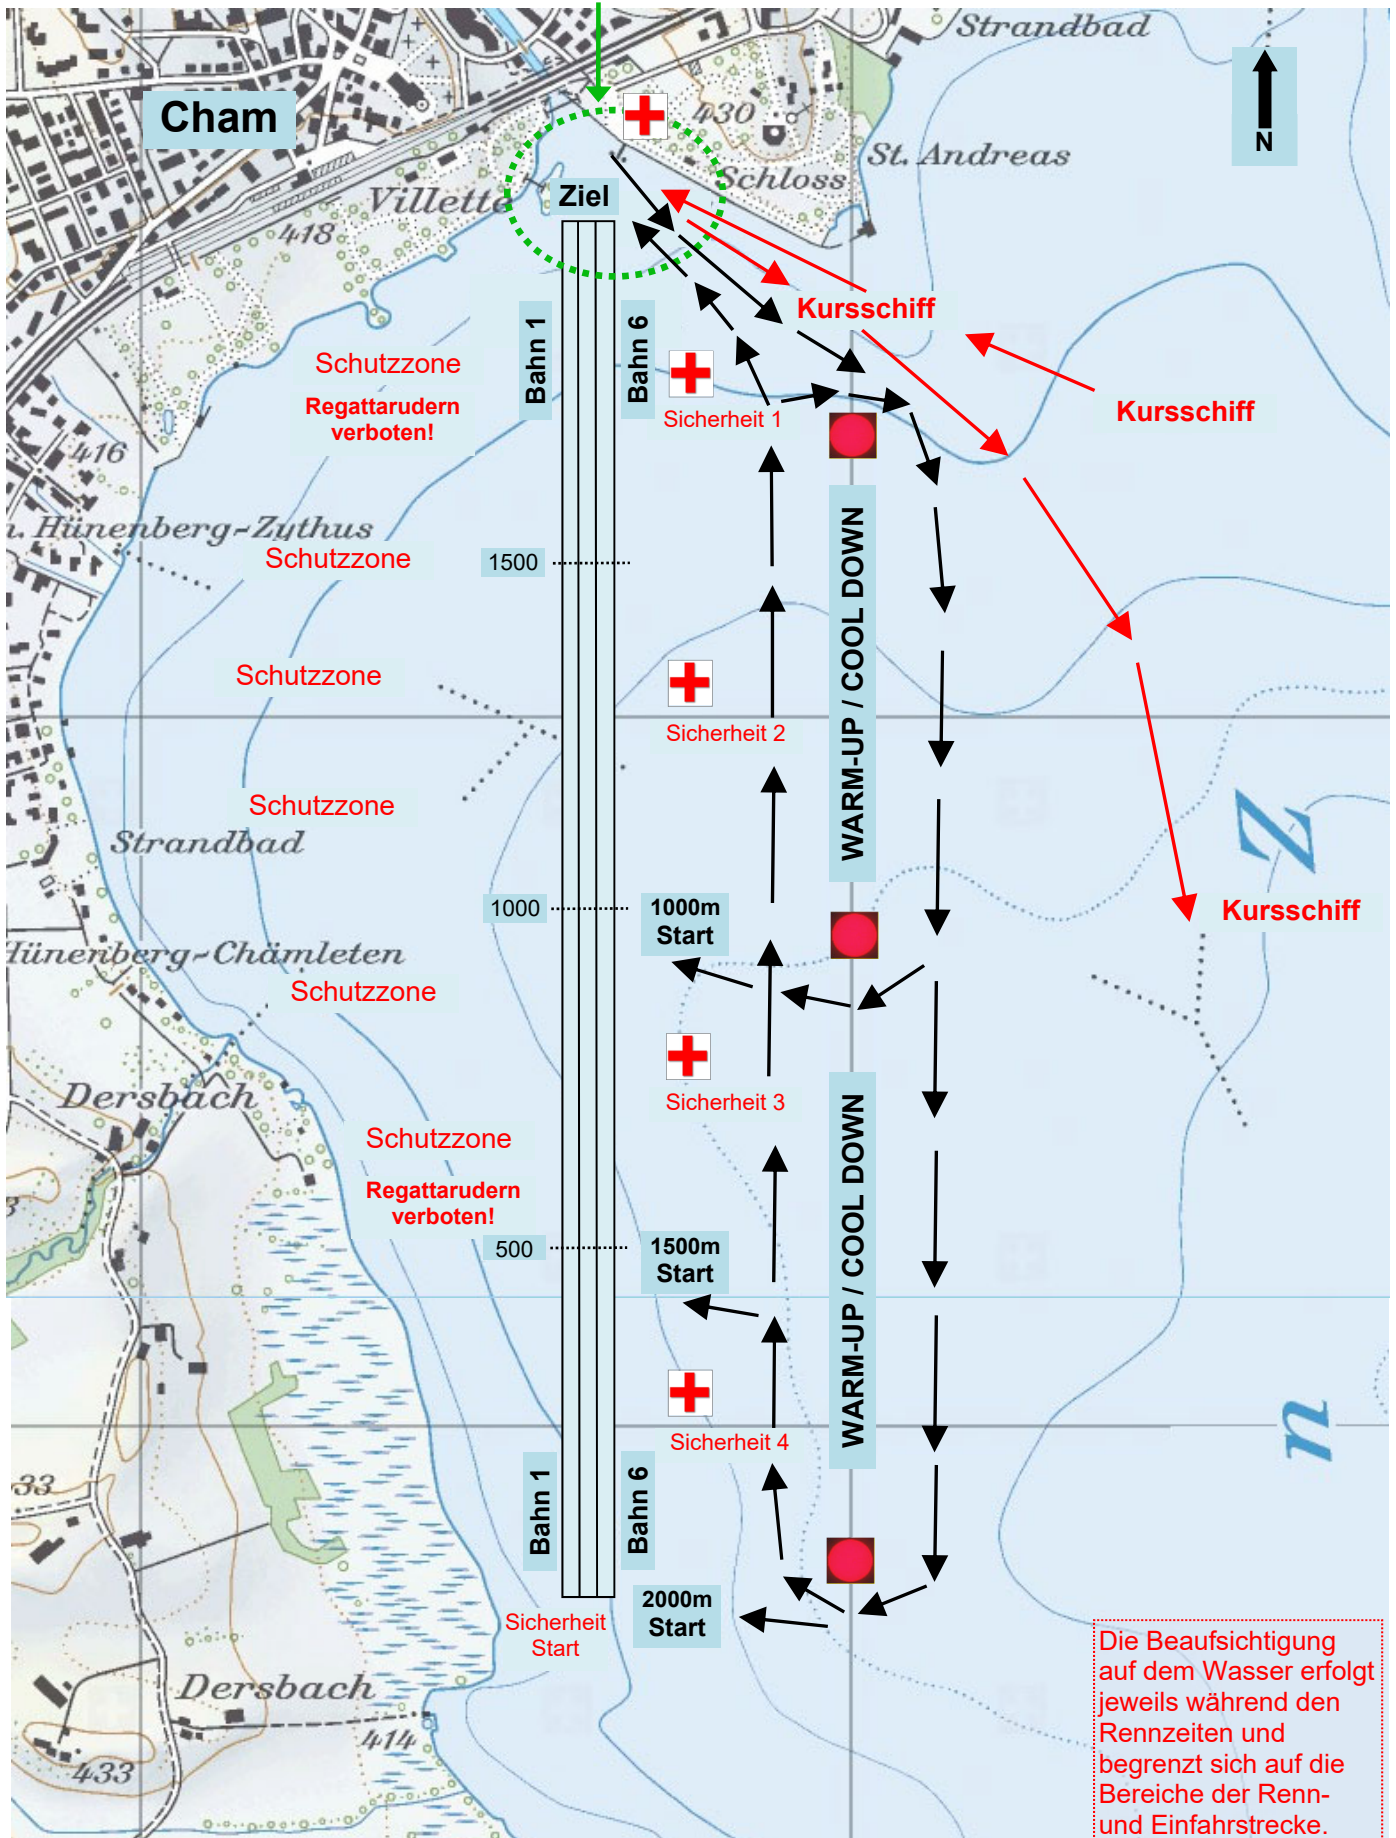 Strandbad
Cham
N
430
St. Andreas
Schloss
Villette
Ziel
418
Kursschiff
Bahn 1
Bahn 6
Schutzzone
Regattarudern
verboten!
Sicherheit 1
Kursschiff
416
n. Hünenberg-Zythus
Schutzzone
1500
WARM-UP / COOL DOWN
Schutzzone
Sicherheit 2
Schutzzone
Strandbad
Z
1000
1000m
Start
Kursschiff
Hünenberg-Chämleten
Schutzzone
Dersbach
Sicherheit 3
Schutzzone
Regattarudern
verboten!
500
1500m
Start
WARM-UP / COOL DOWN
n
Sicherheit 4
33
Bahn 1
Bahn 6
2000m
Start
Sicherheit
Start
Dersbach
414
433
Die Beaufsichtigung
auf dem Wasser erfolgt
jeweils während den
Rennzeiten und
begrenzt sich auf die
Bereiche der Renn-
und Einfahrstrecke.